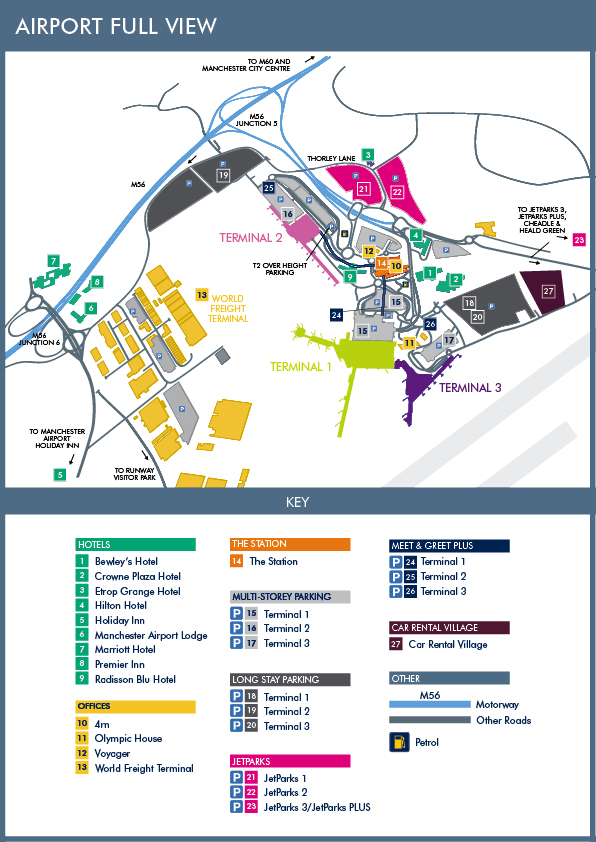 AIRPORT FULL VIEW
TO M60 AND
MANCHESTER CITY CENTRE
M56
JUNCTION 5
THORLEY LANE
3
19
M56
25
21
22
16
TO JETPARKS 3,
JETPARKS PLUS,
CHEADLE &
HEALD GREEN
23
TERMINAL 2
4
12
T2 OVER HEIGHT
PARKING
14
10
9
1
2
7
8
6
13
WORLD
FREIGHT
TERMINAL
27
18
20
15
24
26
15
11
17
M56
JUNCTION 6
TERMINAL 1
TERMINAL 3
TO MANCHESTER
AIRPORT
HOLIDAY INN
5
TO RUNWAY
VISITOR PARK
KEY
HOTELS
1 Bewley's Hotel
2 Crowne Plaza Hotel
3 Etrop Grange Hotel
4 Hilton Hotel
5 Holiday Inn
6 Manchester Airport Lodge
7 Marriott Hotel
8 Premier Inn
9 Radisson Blu Hotel
OFFICES
10 4m
11 Olympic House
12 Voyager
13 World Freight Terminal
THE STATION
14 The Station
MULTI-STOREY PARKING
P 15 Terminal 1
P 16 Terminal 2
P 17 Terminal 3
LONG STAY PARKING
P 18 Terminal 1
P 19 Terminal 2
P 20 Terminal 3
JETPARKS
P 21 JetParks 1
P 22 JetParks 2
P 23 JetParks 3/JetParks PLUS
MEET & GREET PLUS
P 24 Terminal 1
P 25 Terminal 2
P 26 Terminal 3
CAR RENTAL VILLAGE
27 Car Rental Village
OTHER
M56
Motorway
Other Roads
Petrol